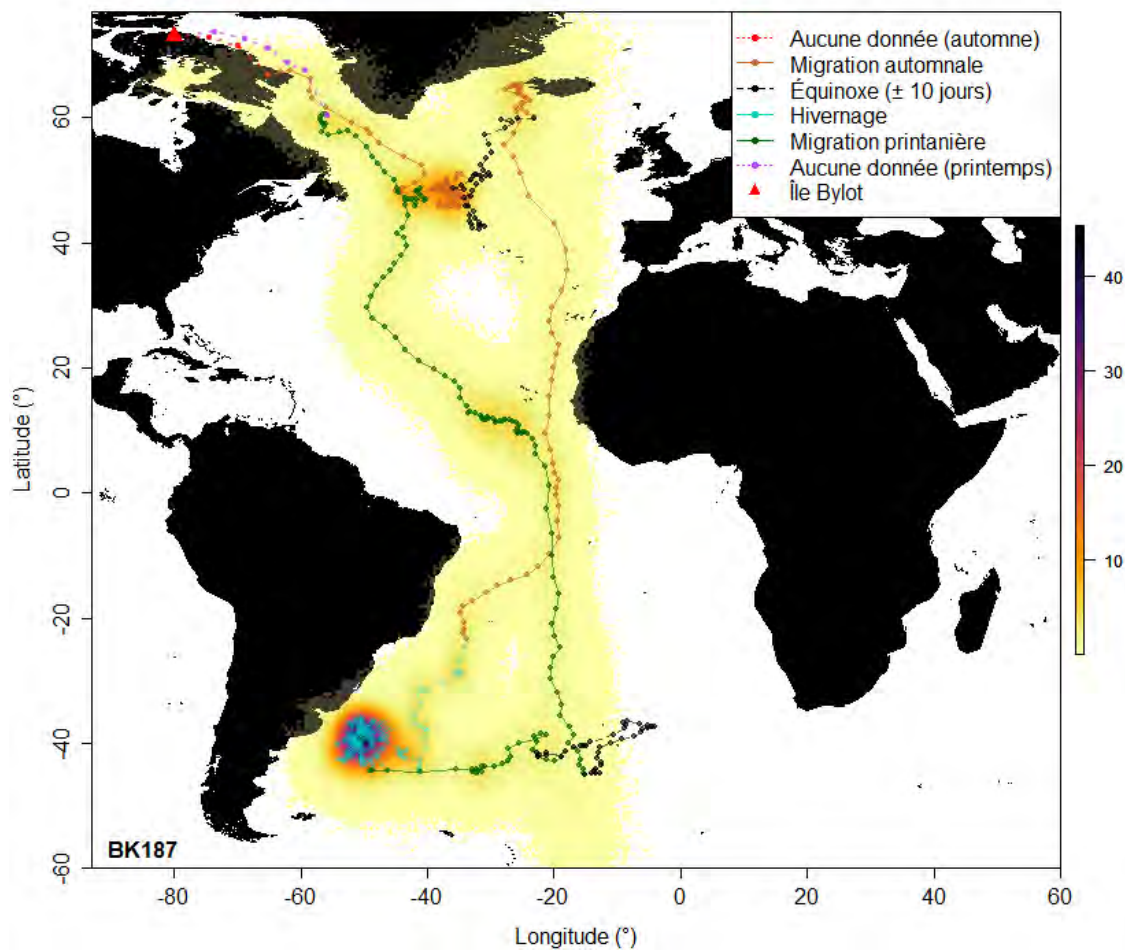 Aucune donnée (automne)
Migration automnale
Équinoxe (± 10 jours)
Hivernage
Migration printanière
Aucune donnée (printemps)
Île Bylot
60
40
20
0
-20
-40
-60
Latitude (°)
40
30
20
10
BK187
-80
-60
-40
-20
0
20
40
60
Longitude (°)